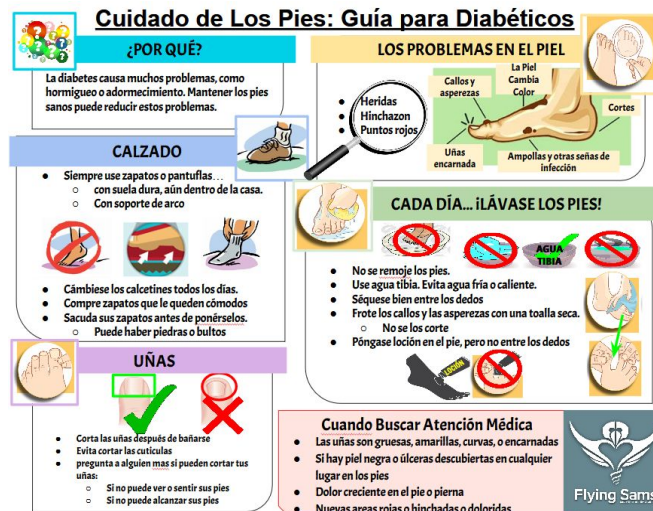 Cuidado de Los Pies: Guía para Diabéticos
¿POR QUÉ?
La diabetes causa muchos problemas, como
hormigueo o adormecimiento. Mantener los pies
sanos puede reducir estos problemas.
CALZADO
Siempre use zapatos o pantuflas...
con suela dura, aún dentro de la casa.
Con soporte de arco
Cámbiese los calcetines todos los días.
Compre zapatos que le queden cómodos
Sacuda sus zapatos antes de ponérselos.
Puede haber piedras o bultos
UÑAS
Corta las uñas después de bañarse
Evita cortar las cuticulas
pregunta a alguien mas si pueden cortar tus
uñas:
Si no puede ver o sentir sus pies
Si no puede alcanzar sus pies
LOS PROBLEMAS EN EL PIEL
Heridas
Hinchazon
Puntos rojos
Callos y
asperezas
La Piel
Cambia
Color
Cortes
Uñas
encarnada
Ampollas y otras señas de
infección
CADA DÍA... ¡LÁVASE LOS PIES!
AGUA
TIBIA
No se remoje los pies.
Use agua tibia. Evita agua fría o caliente.
Séquese bien entre los dedos
Frote los callos y las asperezas con una toalla seca.
No se los corte
Póngase loción en el pie, pero no entre los dedos
LOCIÓN
Cuando Buscar Atención Médica
Las uñas son gruesas, amarillas, curvas, o encarnadas
Si hay piel negra o úlceras descubiertas en cualquier
lugar en los pies
Dolor creciente en el pie o pierna
Nuevas areas rojas o hinchadas o doloridas
Flying Sams